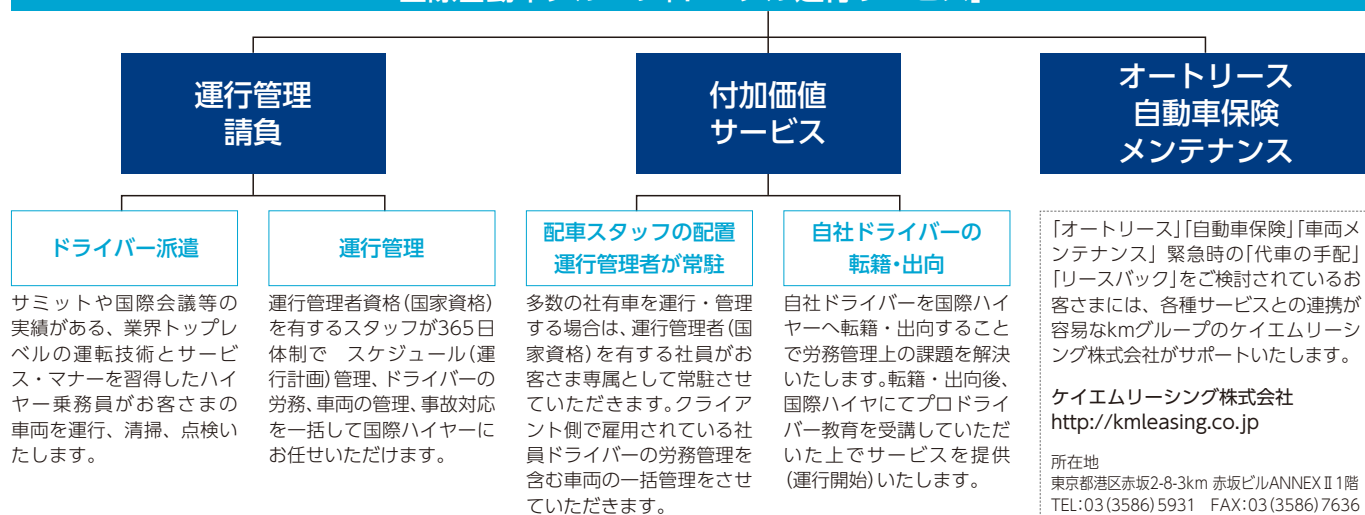 運行管理
請負
付加価値
サービス
オートリース
自動車保険
メンテナンス
ドライバー派遣
サミットや国際会議等の
実績がある、業界トップレ
ベルの運転技術とサービ
ス・マナーを習得したハイ
ヤー乗務員がお客さまの
車両を運行、清掃、点検い
たします。
運行管理
運行管理者資格(国家資格)
を有するスタッフが365日
体制で　スケジュール(運
行計画)管理、ドライバーの
労務、車両の管理、事故対応
を一括して国際ハイヤーに
お任せいただけます。
配車スタッフの配置
運行管理者が常駐
多数の社有車を運行・管理
する場合は、運行管理者(国
家資格)を有する社員がお
客さま専属として常駐させ
ていただきます。クライア
ント側で雇用されている社
員ドライバーの労務管理を
含む車両の一括管理をさせ
ていただきます。
自社ドライバーの
転籍・出向
自社ドライバーを国際ハイ
ヤーへ転籍・出向すること
で労務管理上の課題を解決
いたします。転籍・出向後、
国際ハイヤにてプロドライ
バー教育を受講していただ
いた上でサービスを提供
(運行開始)いたします。
「オートリース」「自動車保険」「車両メ
ンテナンス」緊急時の「代車の手配」
「リースバック」をご検討されているお
客さまには、各種サービスとの連携が
容易なkmグループのケイエムリーシ
ング株式会社がサポートいたします。
ケイエムリーシング株式会社
http://kmleasing.co.jp
所在地
東京都港区赤坂2-8-3km 赤坂ビルANNEXⅡ1階
TEL:03(3586)5931　FAX:03(3586)7636